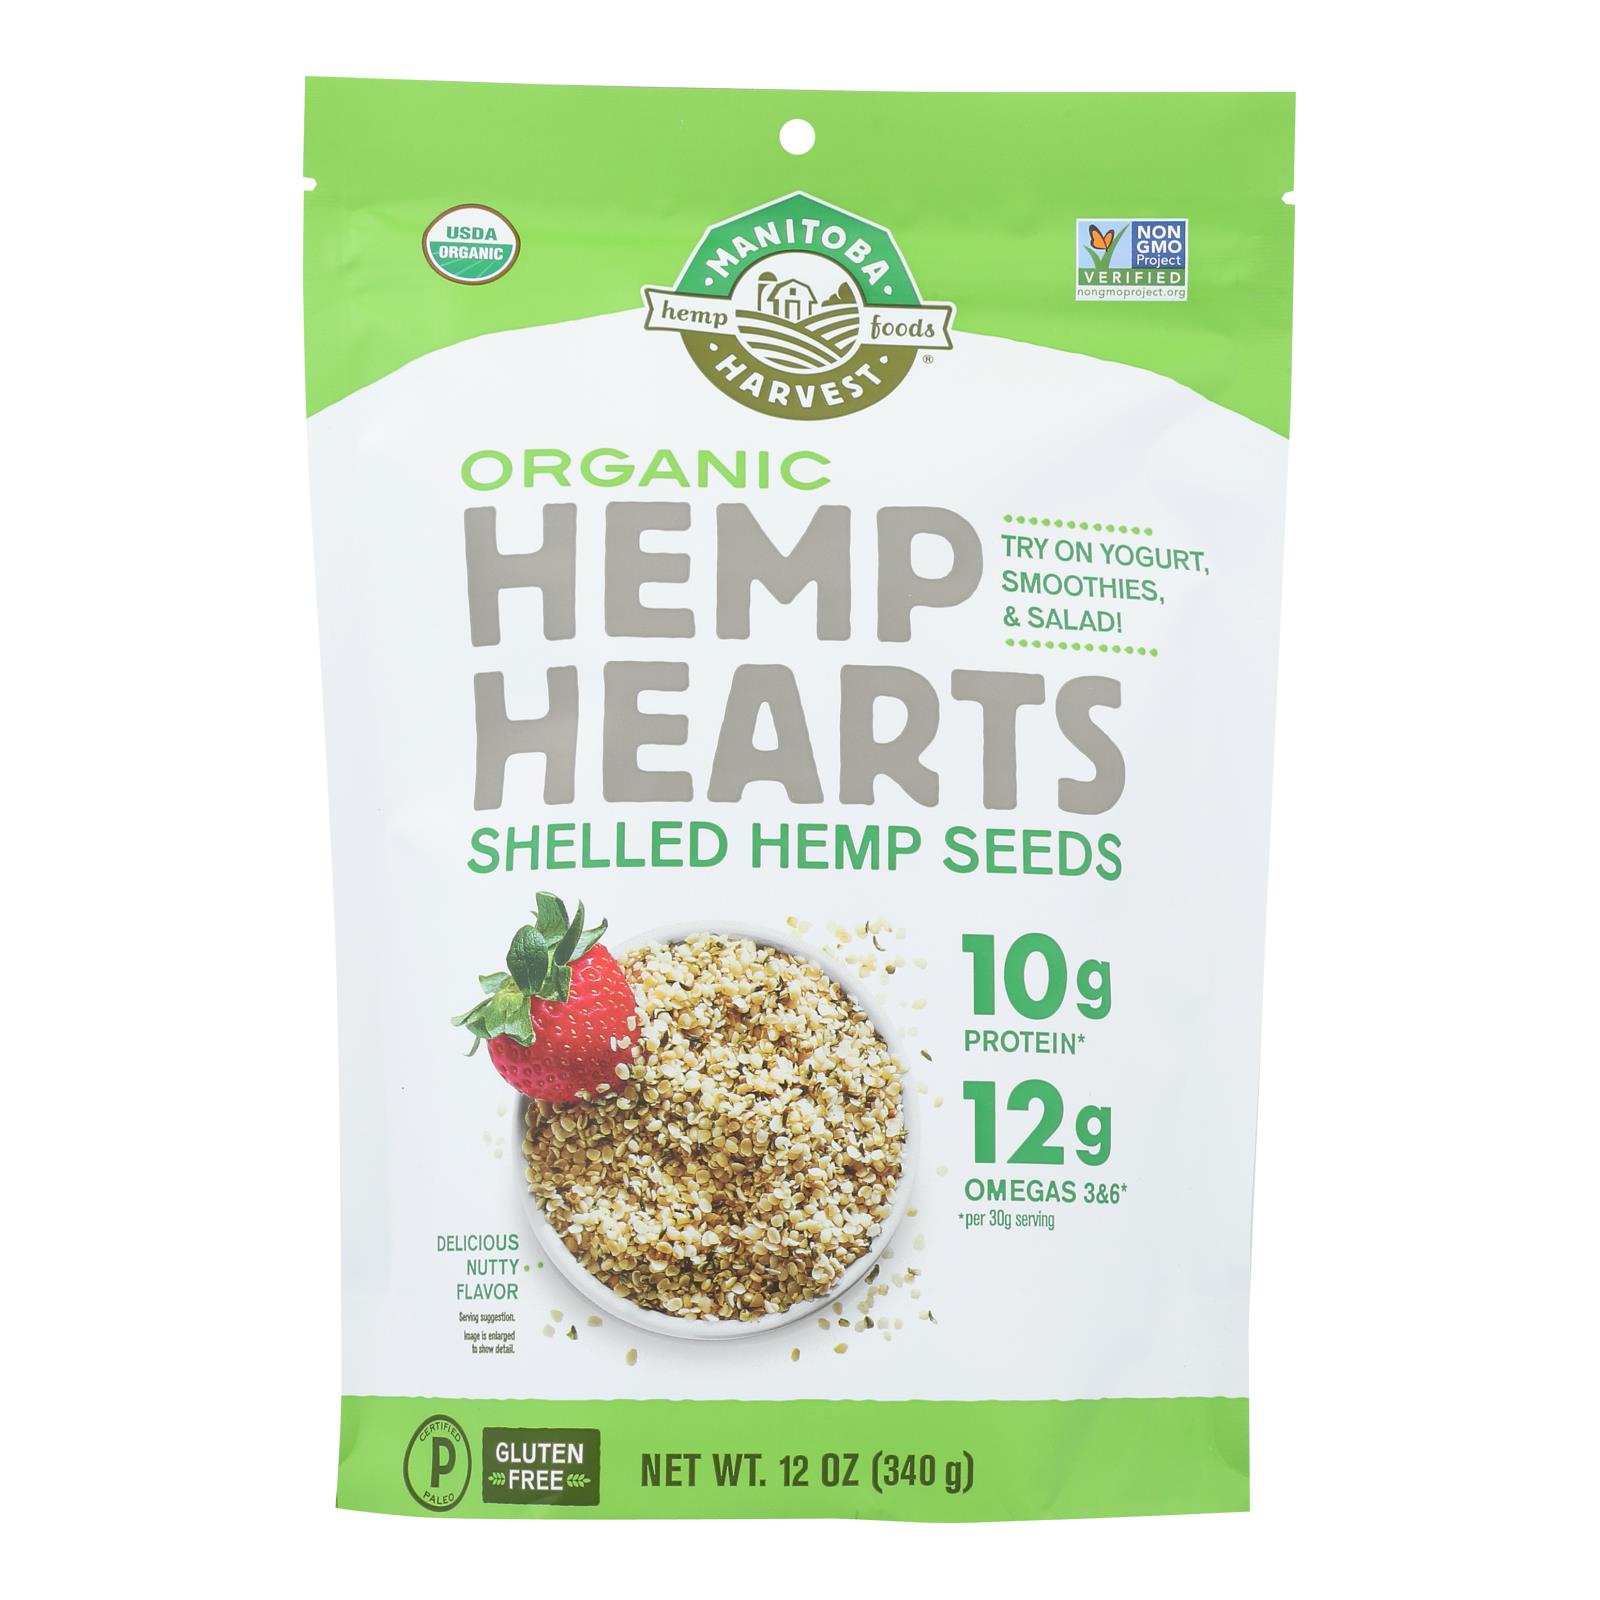 USDA
ORGANIC
MANITOBA
hemp foods
HARVEST
®
NON
GMO
Project
VERIFIED
nongmoproject.org
ORGANIC
HEMP
HEARTS
TRY ON YOGURT,
SMOOTHIES,
& SALAD!
SHELLED HEMP SEEDS
10g
PROTEIN*
12g
OMEGAS 3&6*
*per 30g serving
DELICIOUS
NUTTY
FLAVOR
Serving suggestion.
Image is enlarged
to show detail.
CERTIFIED
P
PALEO
GLUTEN
FREE
NET WT. 12 OZ (340 g)